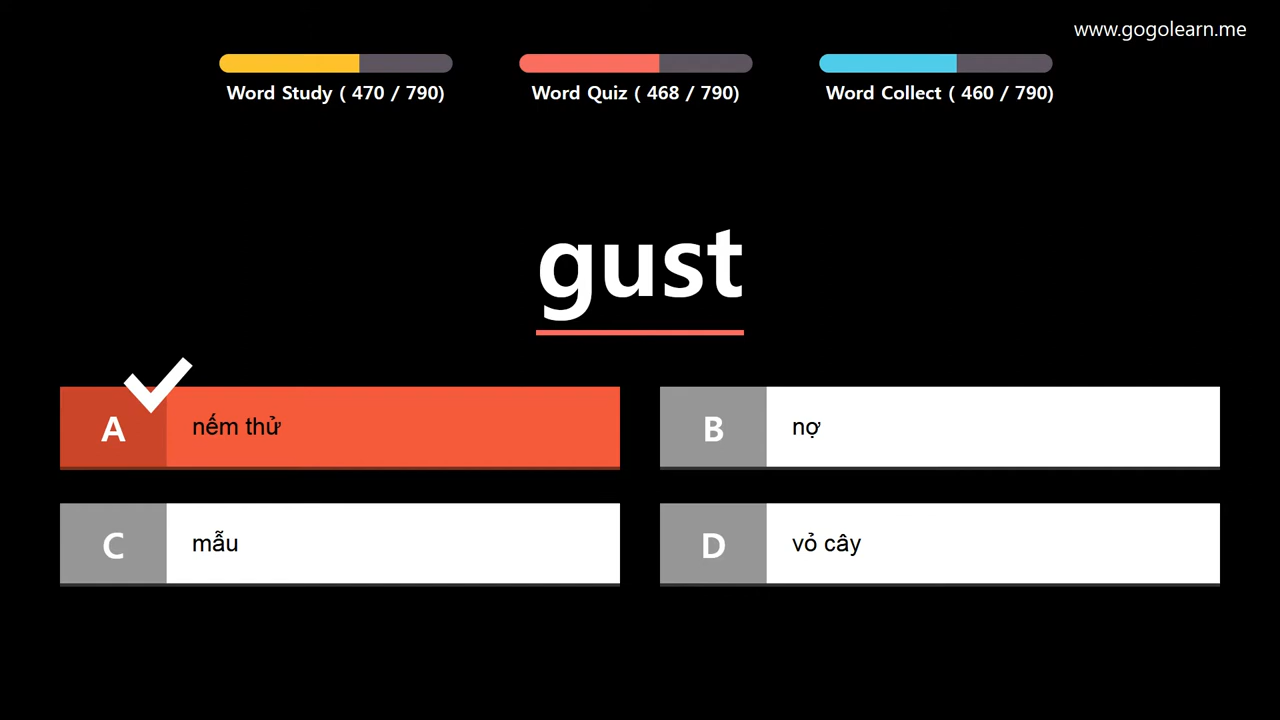 www.gogolearn.me
Word Study ( 470 / 790)
Word Quiz ( 468 / 790)
Word Collect ( 460 / 790)
gust
A nếm thử
B nợ
C mẫu
D vỏ cây